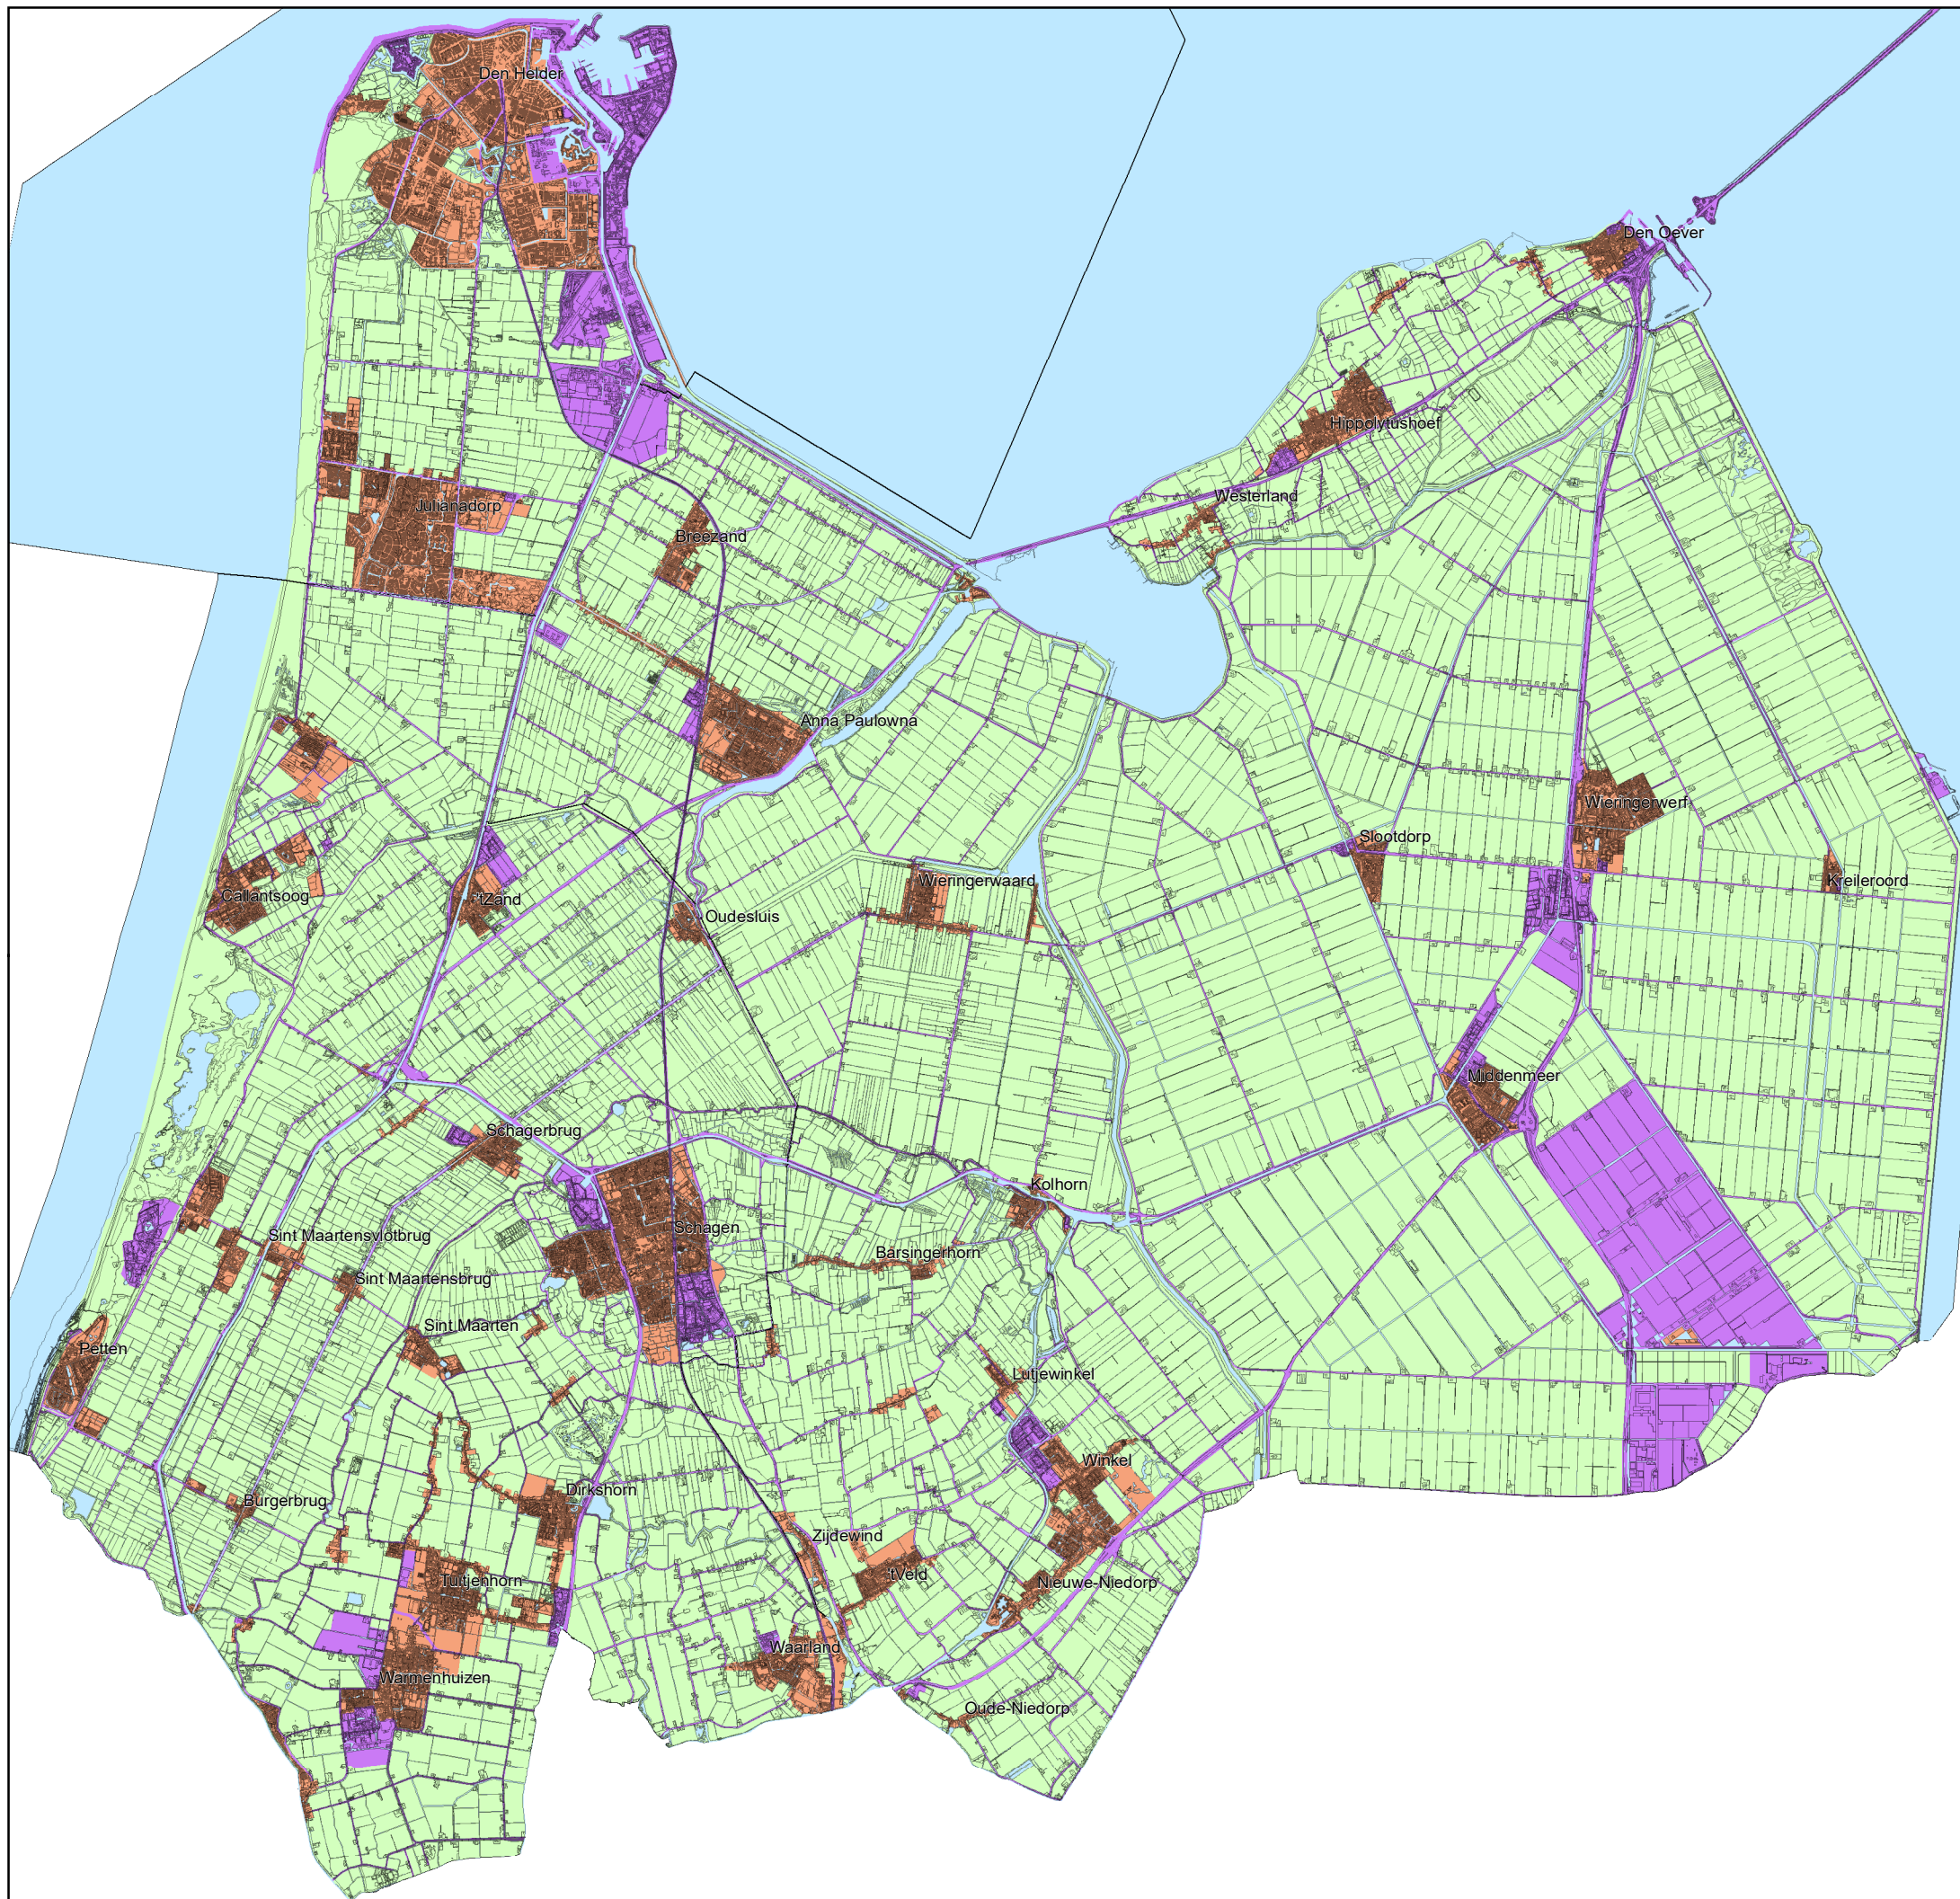 Den Helder
Den Oever
Hippolytushoef
Westerland
Julianadorp
Breezand
Anna Paulowna
Wieringerwerf
Slootdorp
Kreileroord
Wieringerwaard
Callantsoog
'tZand
Oudesluis
Middenmeer
Schagerbrug
Kolhorn
Schagen
Sint Maartensvlotbrug
Barsingerhorn
Sint Maartensbrug
Sint Maarten
Petten
Lutjewinkel
Winkel
Dirkshorn
Burgerbrug
Zijdewind
'tVeld
Tuitjenhorn
Nieuwe-Niedorp
Waarland
Warmenhuizen
Oude-Niedorp